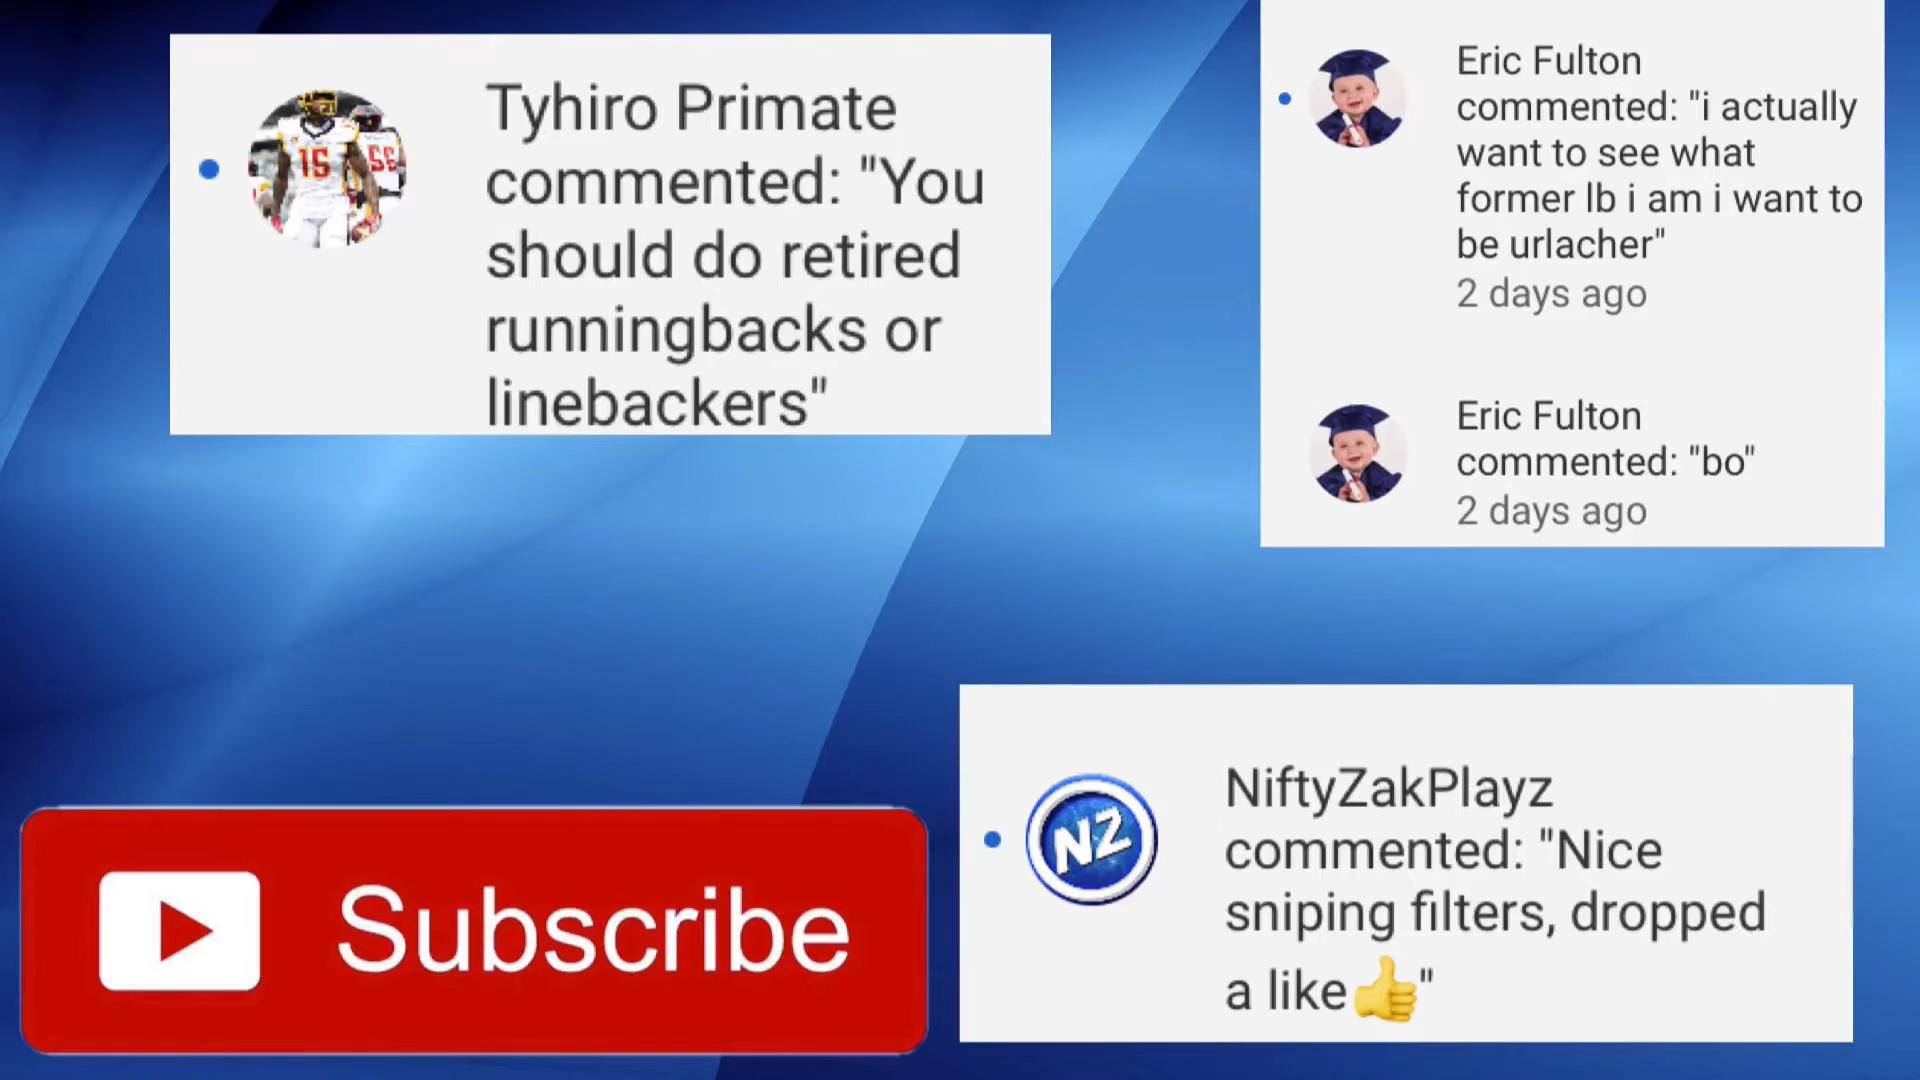 Tyhiro Primate
commented: "You
should do retired
runningbacks or
linebackers"
15
Eric Fulton
commented: "i actually
want to see what
former lb i am i want to
be urlacher"
2 days ago
Eric Fulton
commented: "bo"
2 days ago
Subscribe
NZ
NiftyZakPlayz
commented: "Nice
sniping filters, dropped
a like👍"